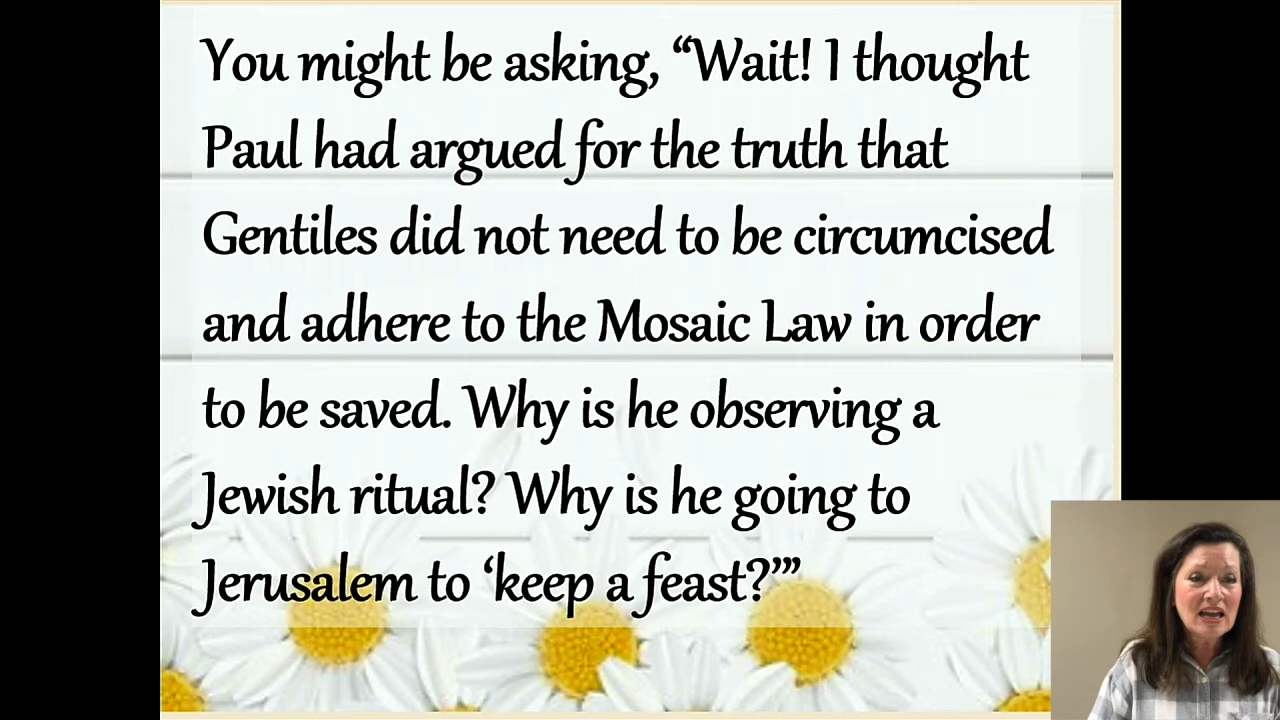 You might be asking, “Wait! I thought
Paul had argued for the truth that
Gentiles did not need to be circumcised
and adhere to the Mosaic Law in order
to be saved. Why is he observing a
Jewish ritual? Why is he going to
Jerusalem to ‘keep a feast?’”